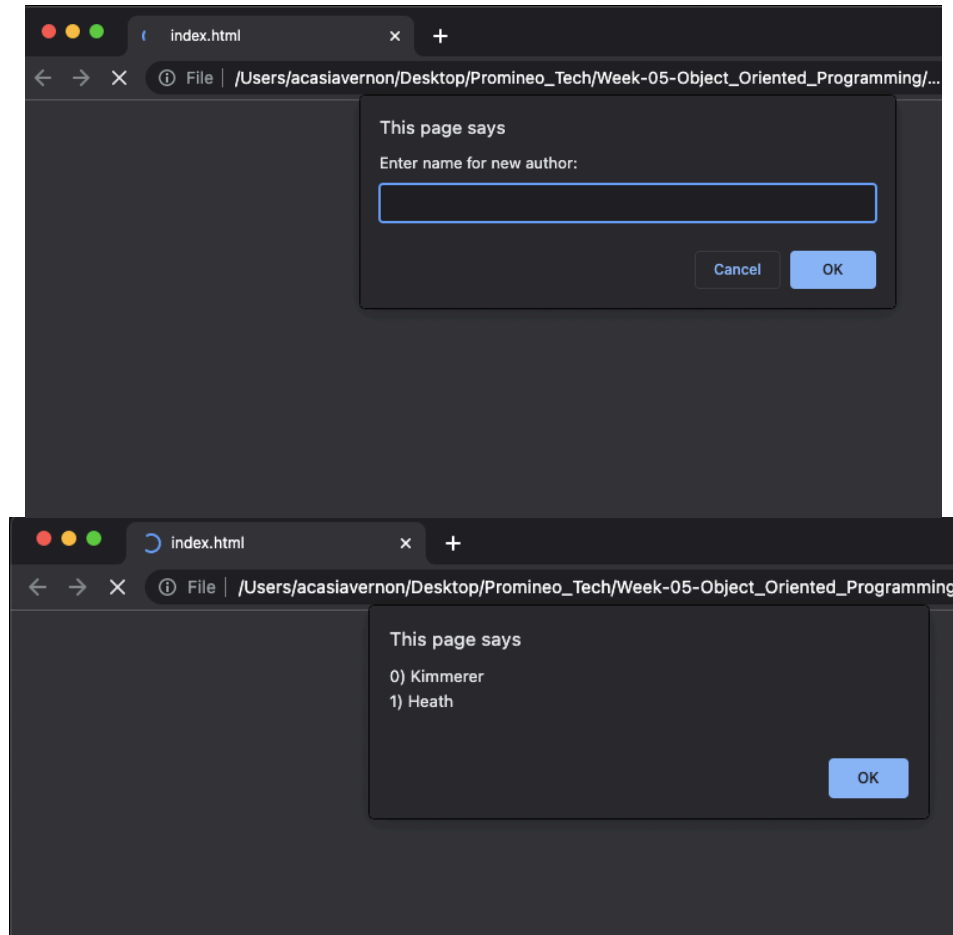 index.html
File | /Users/acasiavernon/Desktop/Promineo_Tech/Week-05-Object_Oriented_Programming/...
This page says
Enter name for new author:
Cancel OK
index.html
File | /Users/acasiavernon/Desktop/Promineo_Tech/Week-05-Object_Oriented_Programming
This page says
0) Kimmerer
1) Heath
OK